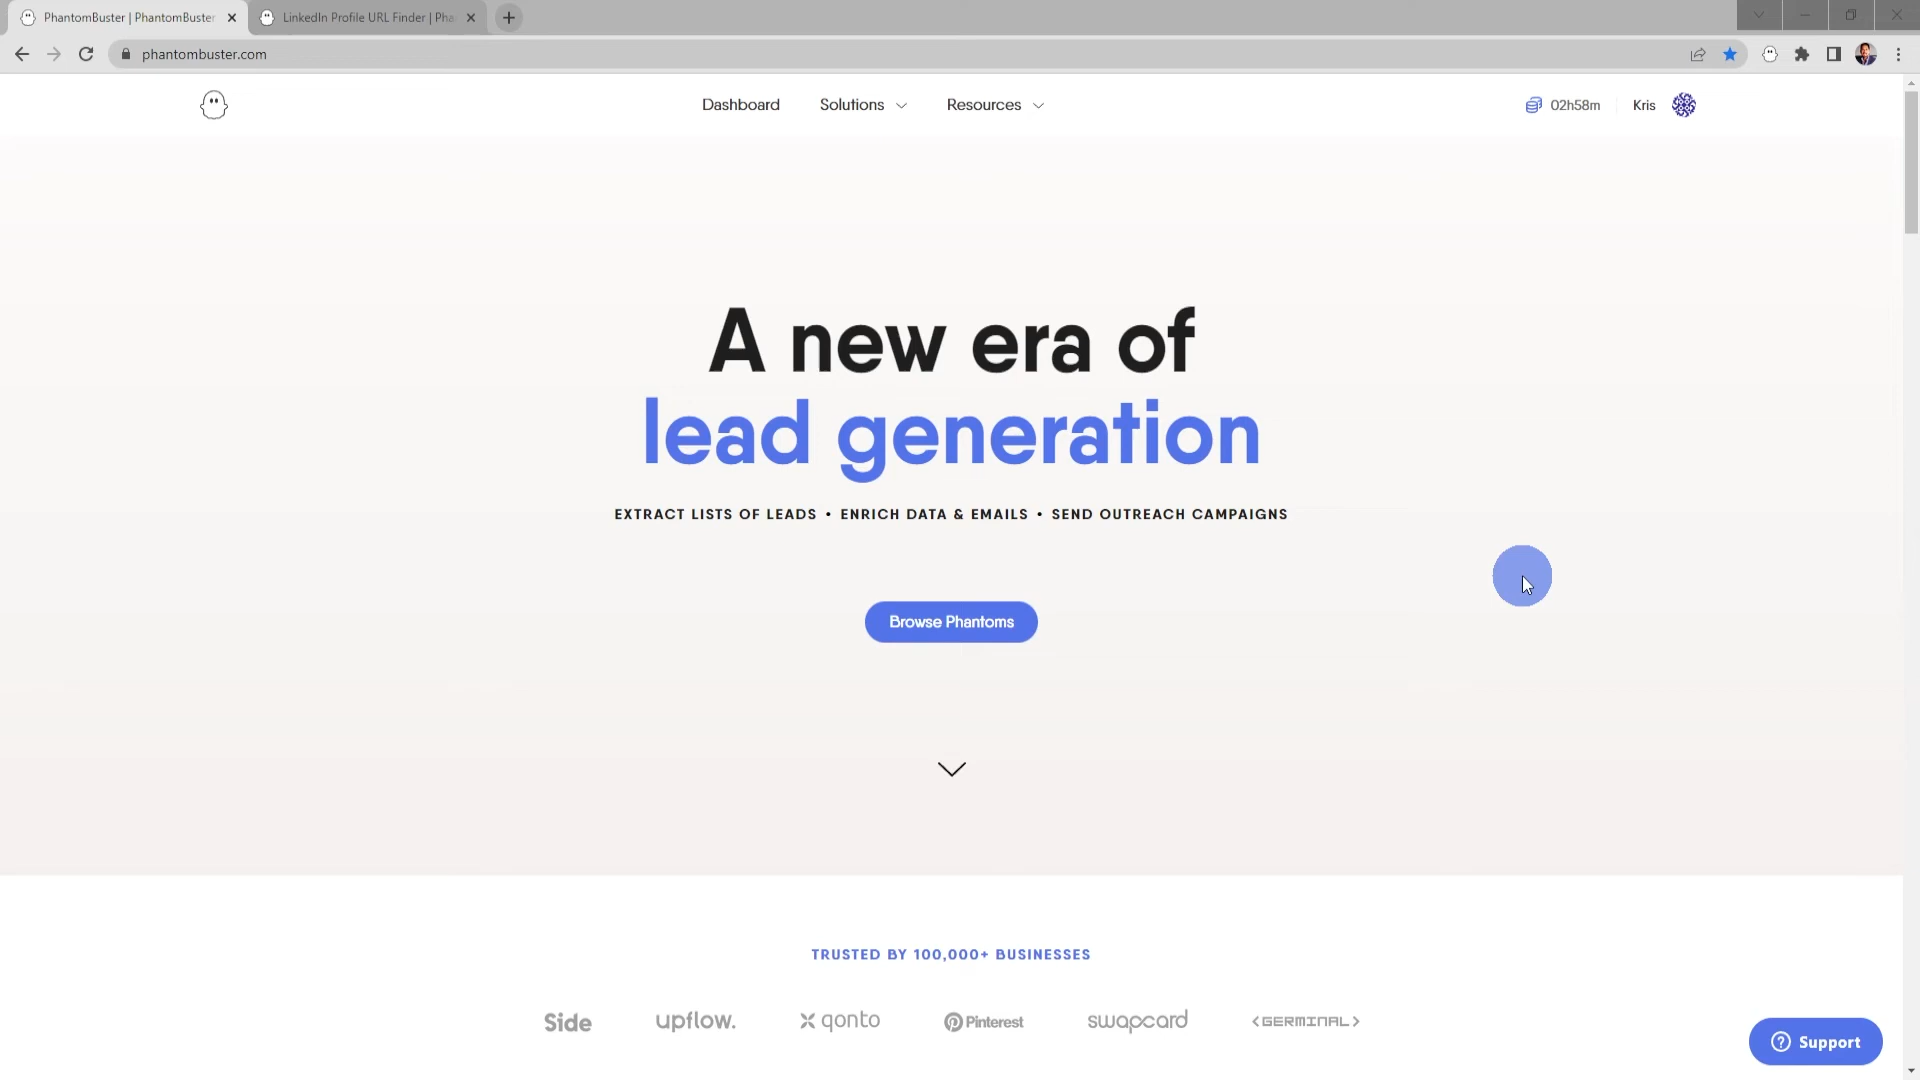 PhantomBuster | PhantomBuster
LinkedIn Profile URL Finder | Pha
phantombuster.com
Dashboard
Solutions
Resources
02h58m
Kris
A new era of
lead generation
EXTRACT LISTS OF LEADS • ENRICH DATA & EMAILS • SEND OUTREACH CAMPAIGNS
Browse Phantoms
TRUSTED BY 100,000+ BUSINESSES
Side
upflow.
qonto
Pinterest
swapcard
<GERMINAL>
Support